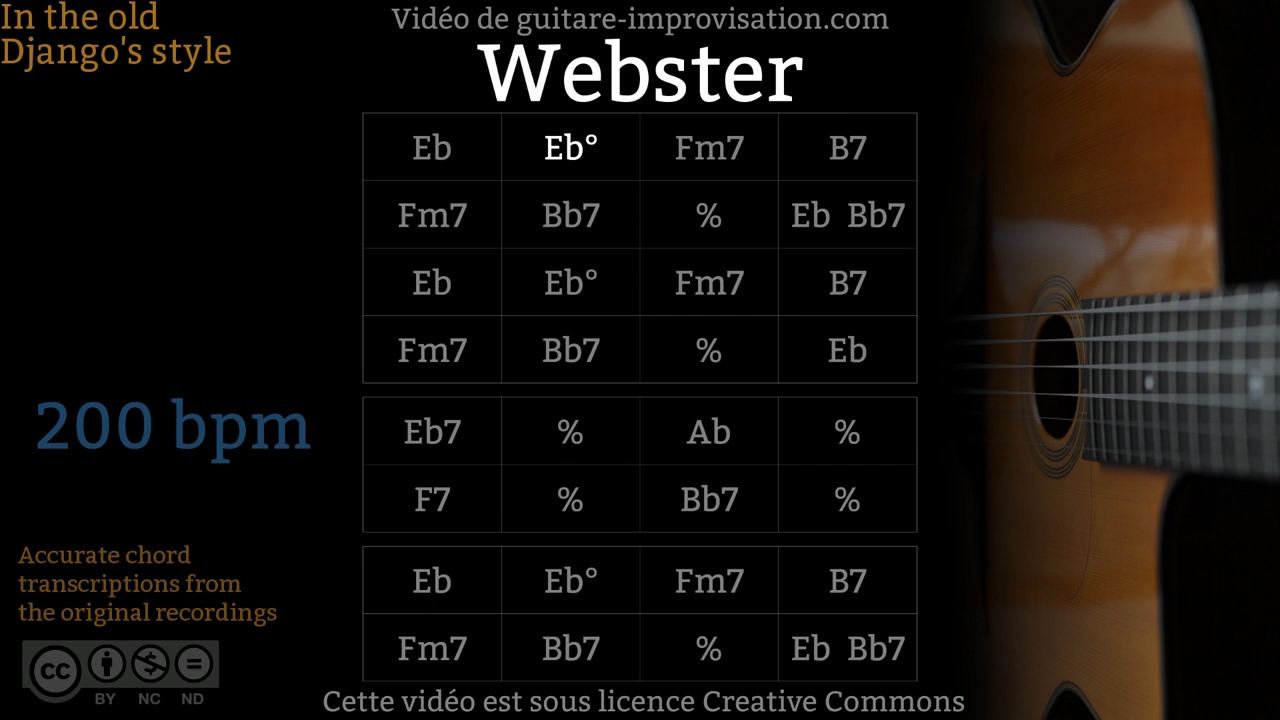 In the old
Django's style
Vidéo de guitare-improvisation.com
Webster
Eb Eb° Fm7 B7
Fm7 Bb7 % Eb Bb7
Eb Eb° Fm7 B7
Fm7 Bb7 % Eb
Eb7 % Ab %
F7 % Bb7 %
Eb Eb° Fm7 B7
Fm7 Bb7 % Eb Bb7
200 bpm
Accurate chord
transcriptions from
the original recordings
cc
BY NC ND
Cette vidéo est sous licence Creative Commons